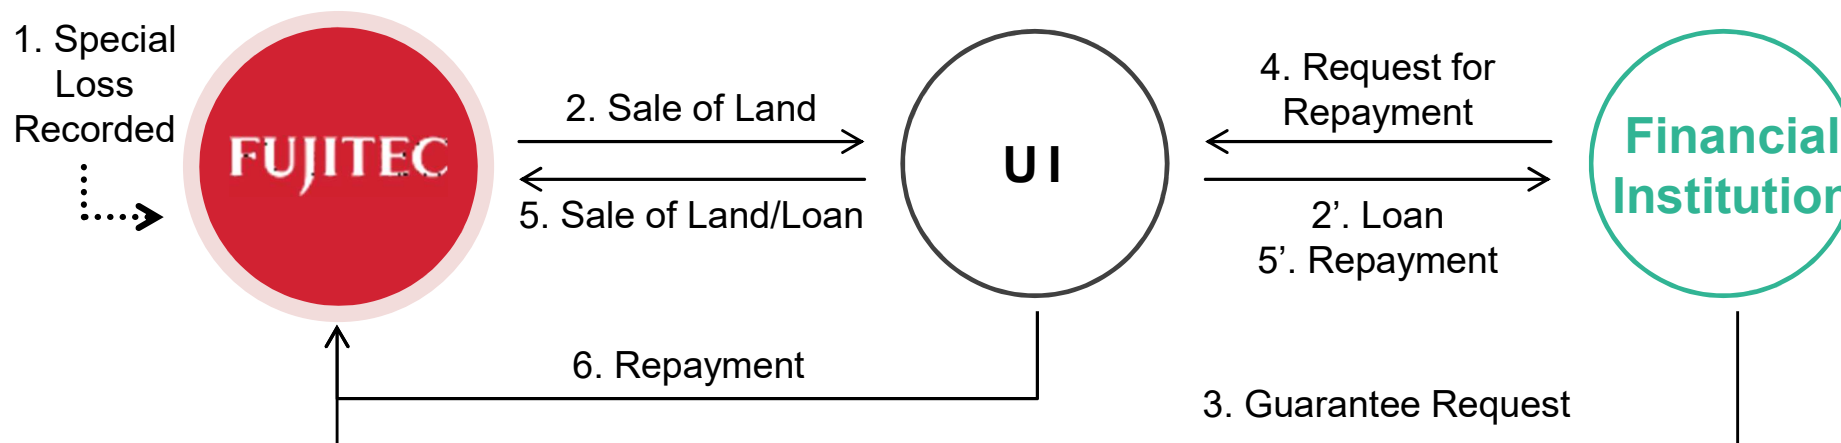 1. Special
Loss
Recorded
FUJITEC
2. Sale of Land
5. Sale of Land/Loan
UI
4. Request for
Repayment
2’. Loan
5’. Repayment
Financial
Institution
6. Repayment
3. Guarantee Request